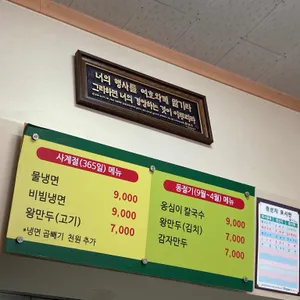 너의 행사를 여호와께 맡기라
그리하면 너의 경영하는 것이 이루리라
사계절(365일) 메뉴
물냉면 9,000
비빔냉면 9,000
왕만두(고기) 7,000
*냉면 곱빼기 천원 추가
동절기(9월~4월) 메뉴
옹심이 칼국수 9,000
왕만두(김치) 7,000
감자만두 7,000